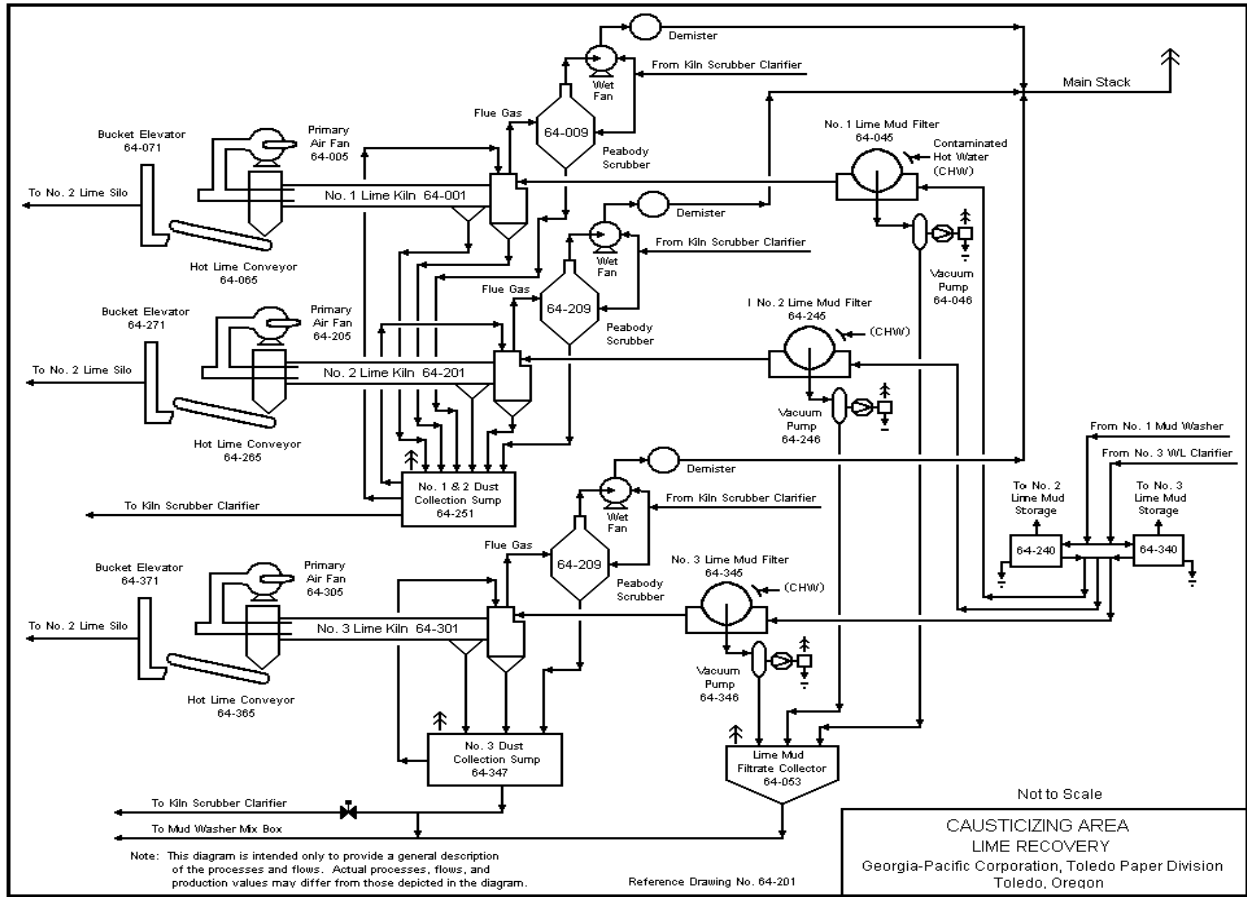 Demister
From Kiln Scrubber Clarifier
Wet
Fan
Main Stack
Flue Gas
64-009
Peabody
Scrubber
Bucket Elevator
64-071
Primary
Air Fan
64-005
No. 1 Lime Mud Filter
64-045
Contaminated
Hot Water
(CHW)
To No. 2 Lime Silo
No. 1 Lime Kiln 64-001
Demister
Hot Lime Conveyor
64-065
From Kiln Scrubber Clarifier
Wet
Fan
Vacuum
Pump
64-046
Flue Gas
64-209
Peabody
Scrubber
Bucket Elevator
64-271
Primary
Air Fan
64-205
I No. 2 Lime Mud Filter
64-245
(CHW)
To No. 2 Lime Silo
No. 2 Lime Kiln 64-201
Hot Lime Conveyor
64-265
Vacuum
Pump
64-246
From No. 1 Mud Washer
From No. 3 WL Clarifier
Demister
No. 1 & 2 Dust
Collection Sump
64-251
To Kiln Scrubber Clarifier
From Kiln Scrubber Clarifier
Wet
Fan
To No. 2
Lime Mud
Storage
To No. 3
Lime Mud
Storage
64-240
64-340
Flue Gas
64-209
Peabody
Scrubber
Bucket Elevator
64-371
Primary
Air Fan
64-305
No. 3 Lime Mud Filter
64-345
(CHW)
To No. 2 Lime Silo
No. 3 Lime Kiln 64-301
Hot Lime Conveyor
64-365
Vacuum
Pump
64-346
No. 3 Dust
Collection Sump
64-347
Lime Mud
Filtrate Collector
64-053
To Kiln Scrubber Clarifier
To Mud Washer Mix Box
Not to Scale
Note: This diagram is intended only to provide a general description
of the processes and flows. Actual processes, flows, and
production values may differ from those depicted in the diagram.
Reference Drawing No. 64-201
CAUSTICIZING AREA
LIME RECOVERY
Georgia-Pacific Corporation, Toledo Paper Division
Toledo, Oregon